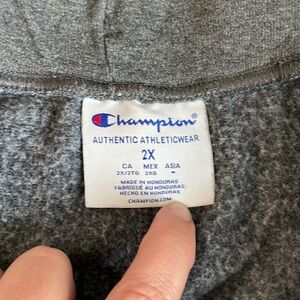 Champion
AUTHENTIC ATHLETICWEAR
2X
CA MEX ASIA
2X/2TG 2XG -
MADE IN HONDURAS
FABRIQUÉ AU HONDURAS
HECHO EN HONDURAS
CHAMPION.COM